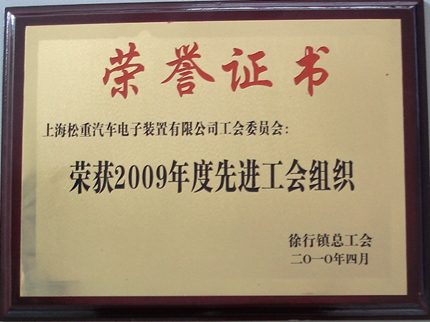 荣誉证书
上海松重汽车电子装置有限公司工会委员会：
荣获2009年度先进工会组织
徐行镇总工会
二〇一〇年四月